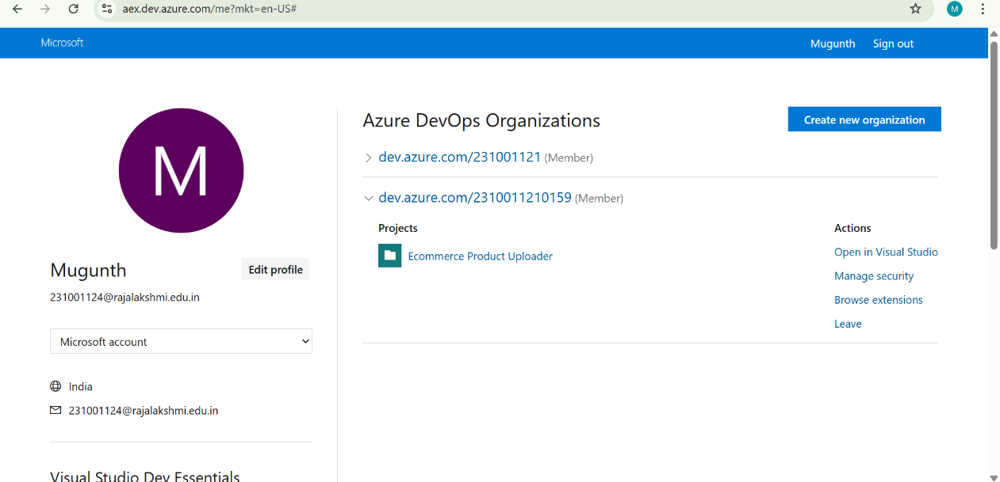 aex.dev.azure.com/me?mkt=en-US#
M
Microsoft
Mugunth
Sign out
M
Mugunth
Edit profile
231001124@rajalakshmi.edu.in
Microsoft account
India
231001124@rajalakshmi.edu.in
Visual Studio Dev Essentials
Azure DevOps Organizations
Create new organization
dev.azure.com/231001121 (Member)
dev.azure.com/2310011210159 (Member)
Projects
Ecommerce Product Uploader
Actions
Open in Visual Studio
Manage security
Browse extensions
Leave